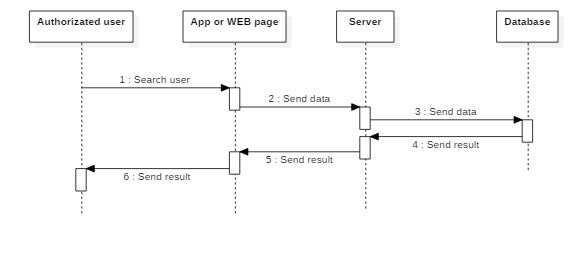 Authorizated user
App or WEB page
Server
Database
1 : Search user
2 : Send data
3 : Send data
4 : Send result
5 : Send result
6 : Send result